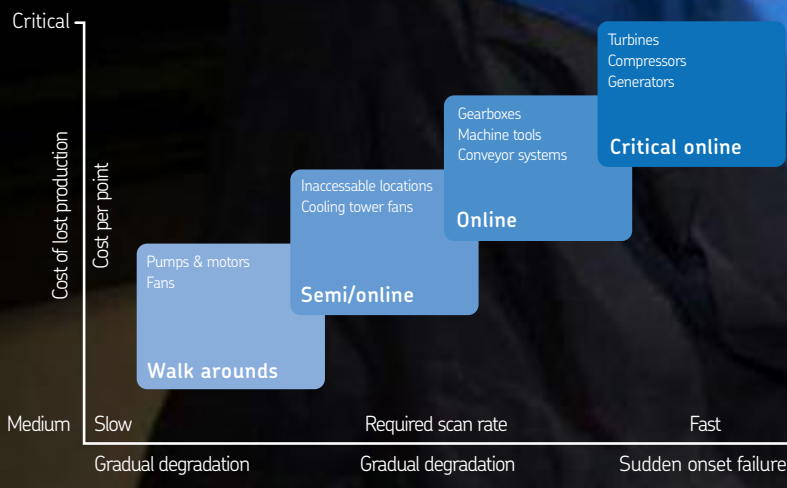 Critical
Cost of lost production
Cost per point
Turbines
Compressors
Generators
Critical online
Gearboxes
Machine tools
Conveyor systems
Online
Inaccessable locations
Cooling tower fans
Semi/online
Pumps & motors
Fans
Walk arounds
Medium
Slow
Required scan rate
Fast
Gradual degradation
Gradual degradation
Sudden onset failure